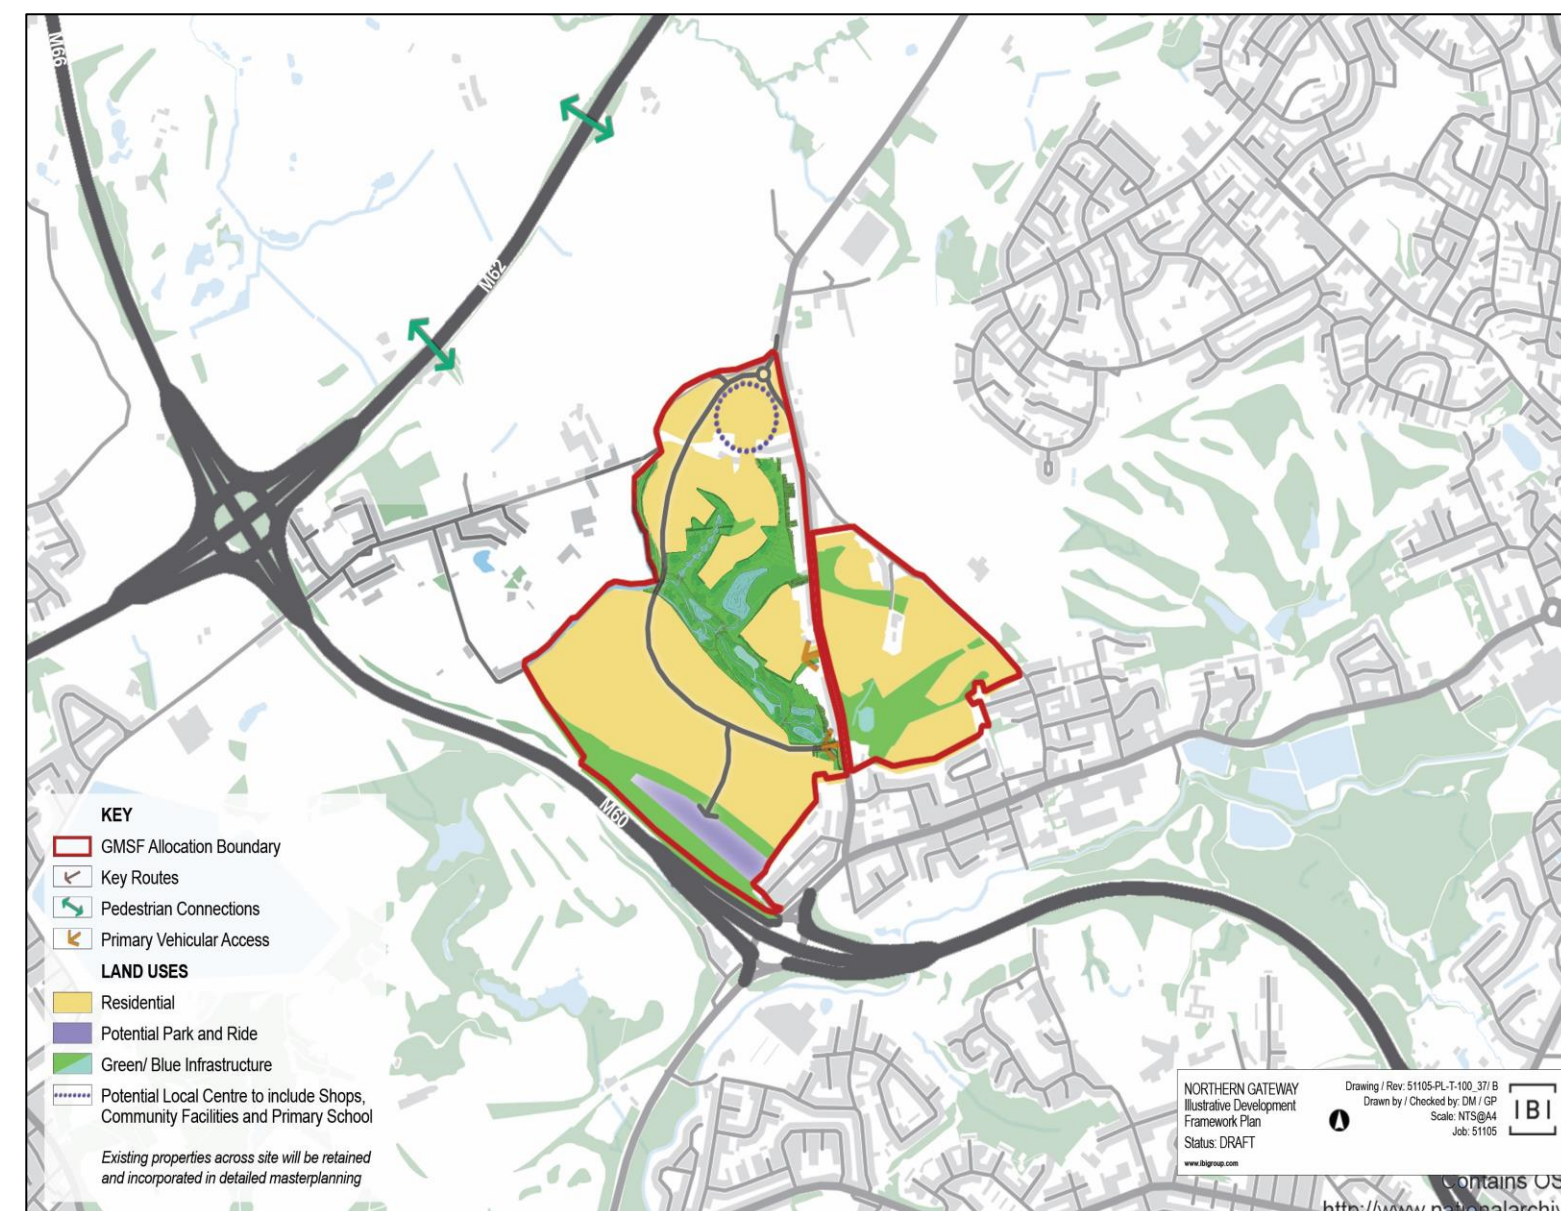 M66
M62
M60
KEY
GMSF Allocation Boundary
Key Routes
Pedestrian Connections
Primary Vehicular Access
LAND USES
Residential
Potential Park and Ride
Green/ Blue Infrastructure
Potential Local Centre to include Shops,
Community Facilities and Primary School
Existing properties across site will be retained
and incorporated in detailed masterplanning
NORTHERN GATEWAY
Illustrative Development
Framework Plan
Status: DRAFT
www.ibigroup.com
Drawing / Rev: 51105-PL-T-100_37/ B
Drawn by / Checked by: DM / GP
Scale: NTS@A4
Job: 51105
IBI
Contains OS
http://www.nationalarchiv